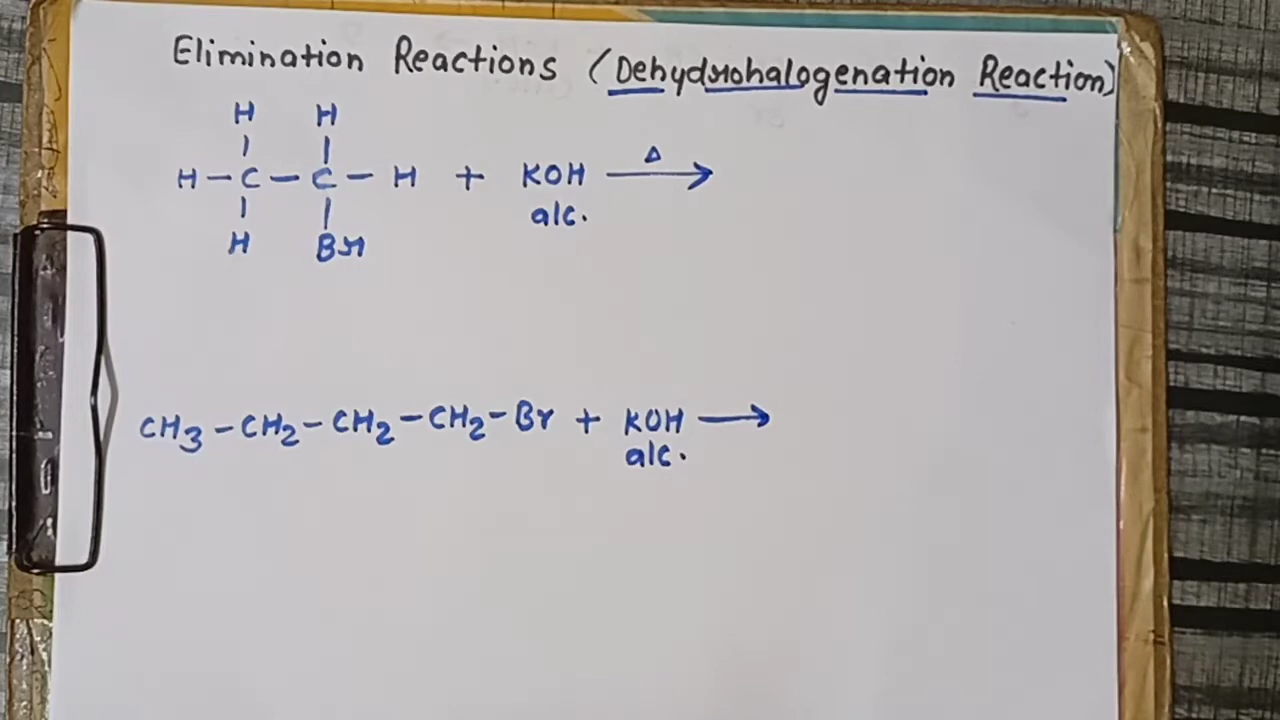 Elimination Reactions (Dehydrohalogenation Reaction)
H H
H – C – C – H + KOH Δ →
alc.
H Br
CH3 – CH2 – CH2 – CH2 – Br + KOH →
alc.